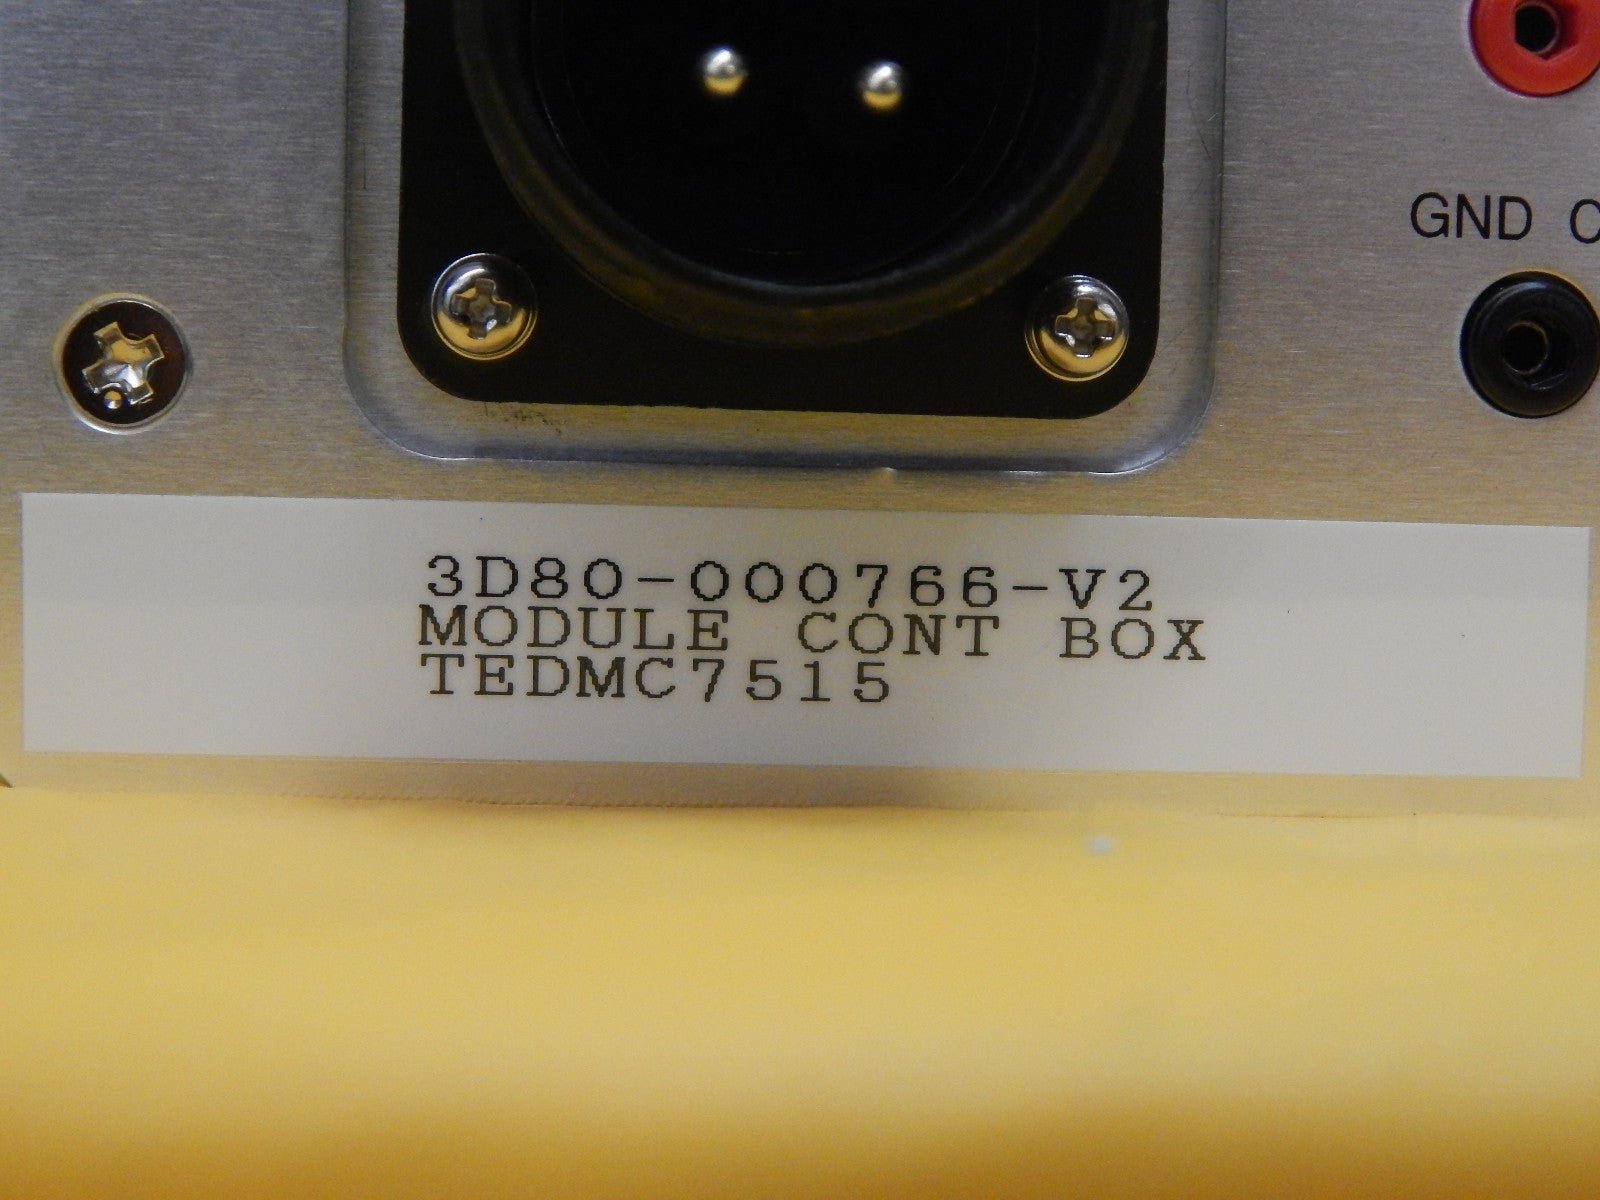 GND
3D80-000766-V2
MODULE CONT BOX
TEDMC7515